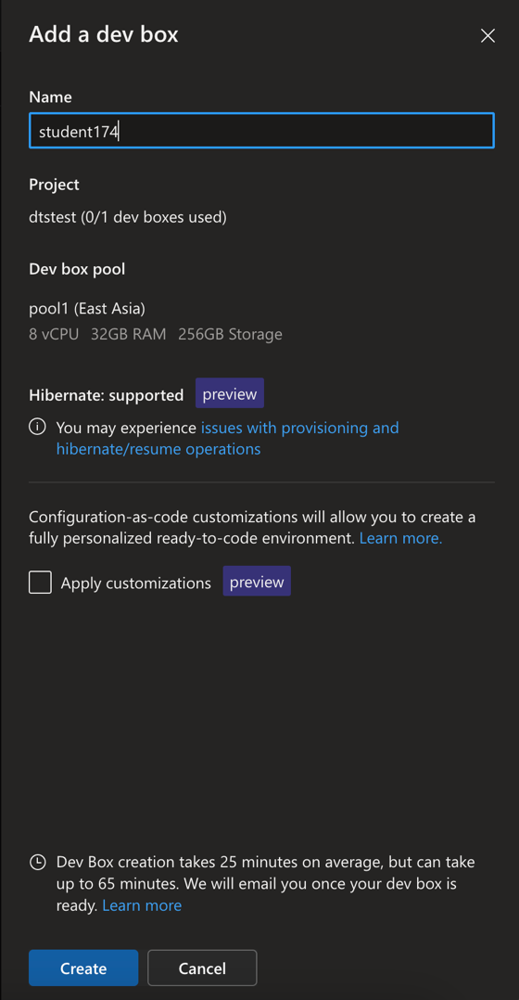 Add a dev box
Name
student174
Project
dtstest (0/1 dev boxes used)
Dev box pool
pool1 (East Asia)
8 vCPU 32GB RAM 256GB Storage
Hibernate: supported preview
You may experience issues with provisioning and
hibernate/resume operations
Configuration-as-code customizations will allow you to create a
fully personalized ready-to-code environment. Learn more.
Apply customizations preview
Dev Box creation takes 25 minutes on average, but can take
up to 65 minutes. We will email you once your dev box is
ready. Learn more
Create Cancel